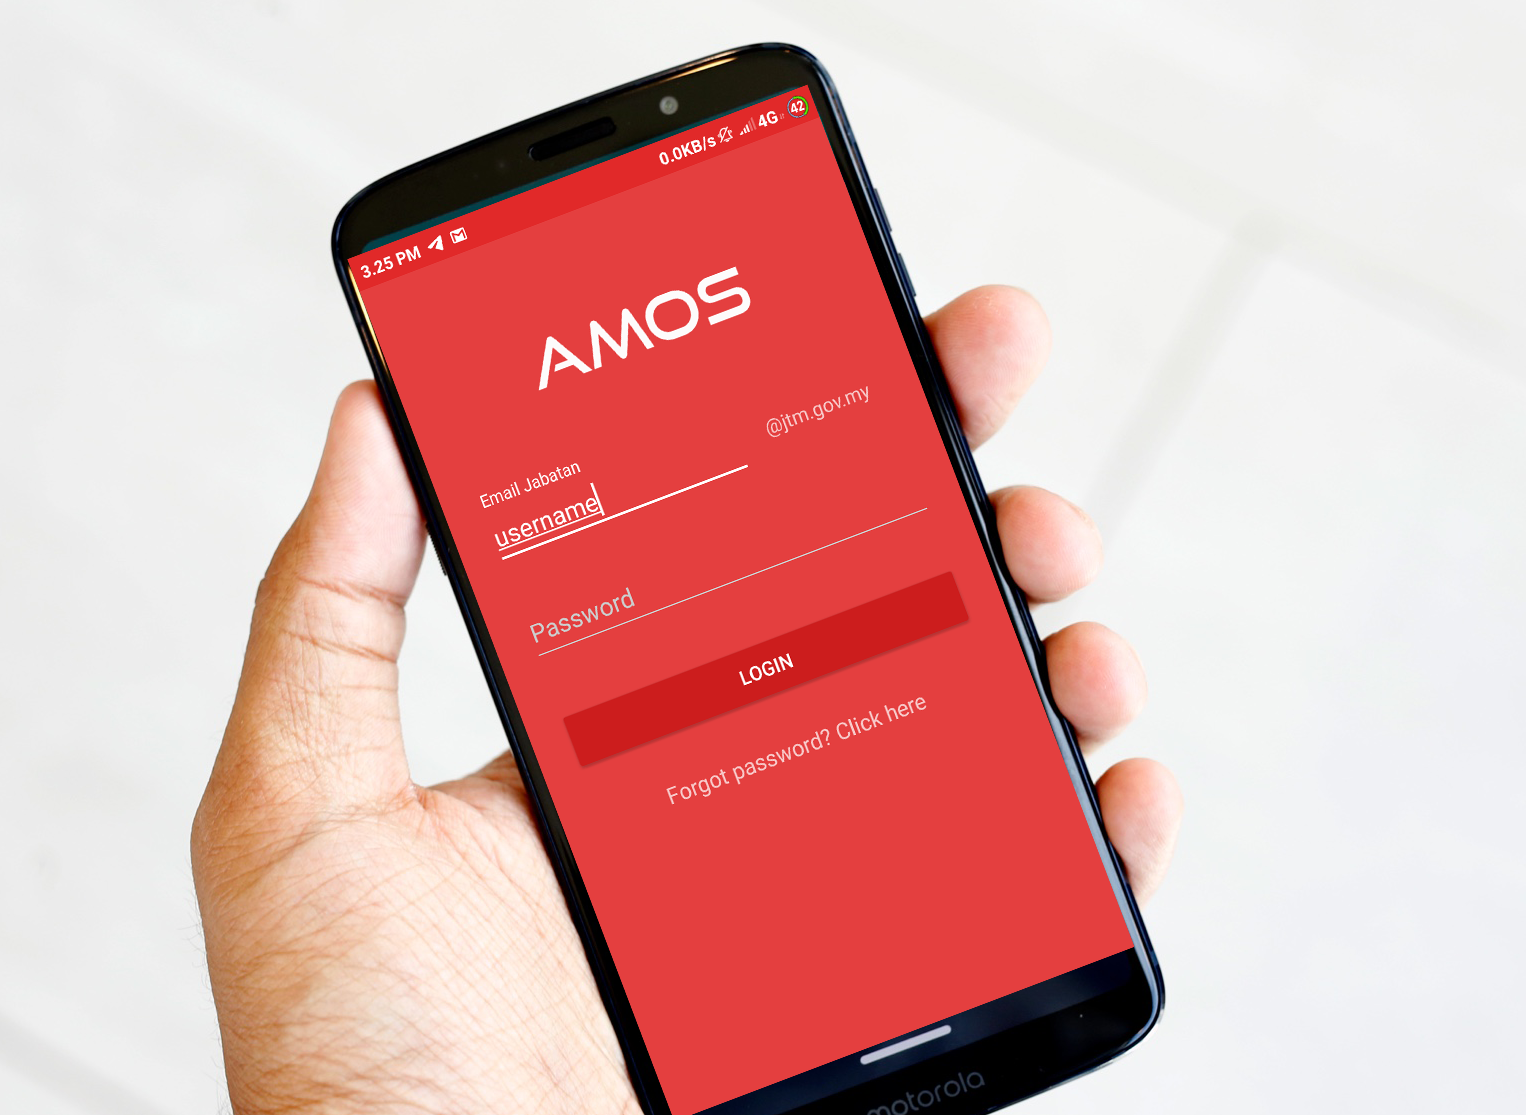 3.25 PM
0.0KB/s 4G 42
AMOS
Email Jabatan
username
@jtm.gov.my
Password
LOGIN
Forgot password? Click here
motorola